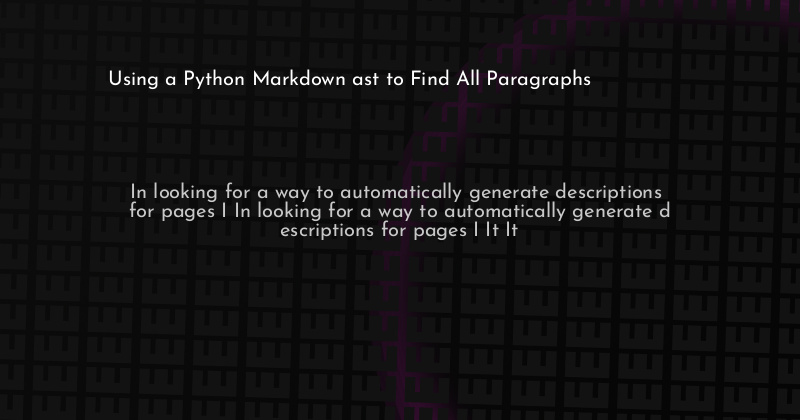 Using a Python Markdown ast to Find All Paragraphs
In looking for a way to automatically generate descriptions
for pages I In looking for a way to automatically generate d
escriptions for pages I It It